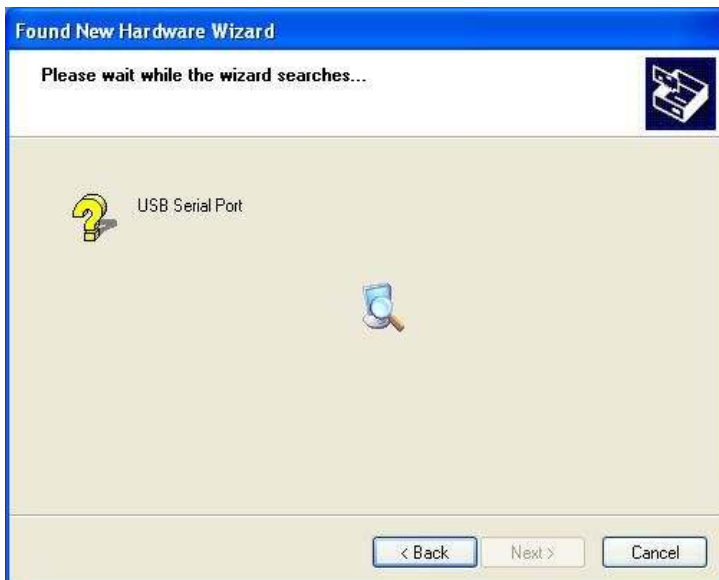 Found New Hardware Wizard
Please wait while the wizard searches...
USB Serial Port
< Back Next > Cancel